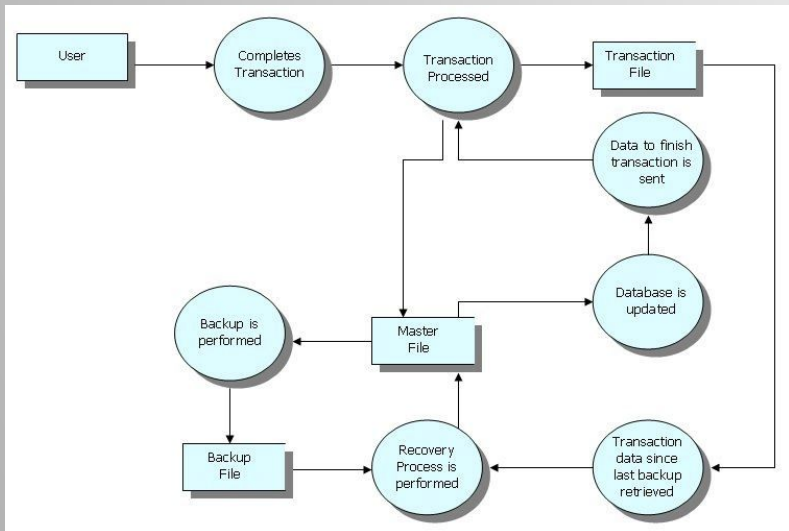 User
Completes
Transaction
Transaction
Processed
Transaction
File
Data to finish
transaction is
sent
Database is
updated
Master
File
Backup is
performed
Backup
File
Recovery
Process is
performed
Transaction
data since
last backup
retrieved